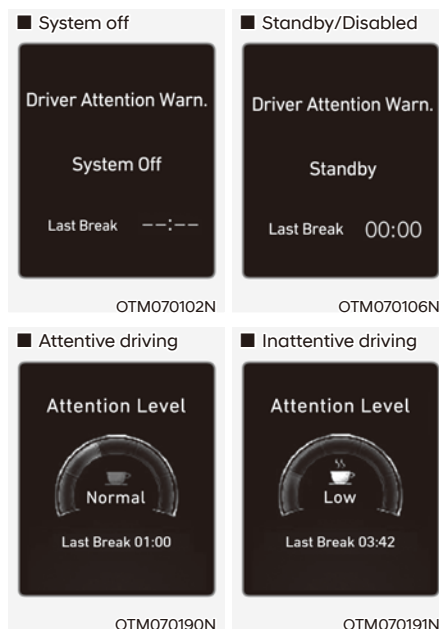 ■ System off
Driver Attention Warn.
System Off
Last Break --:--
OTM070102N
■ Standby/Disabled
Driver Attention Warn.
Standby
Last Break 00:00
OTM070106N
■ Attentive driving
Attention Level
Normal
Last Break 01:00
OTM070190N
■ Inattentive driving
Attention Level
Low
Last Break 03:42
OTM070191N